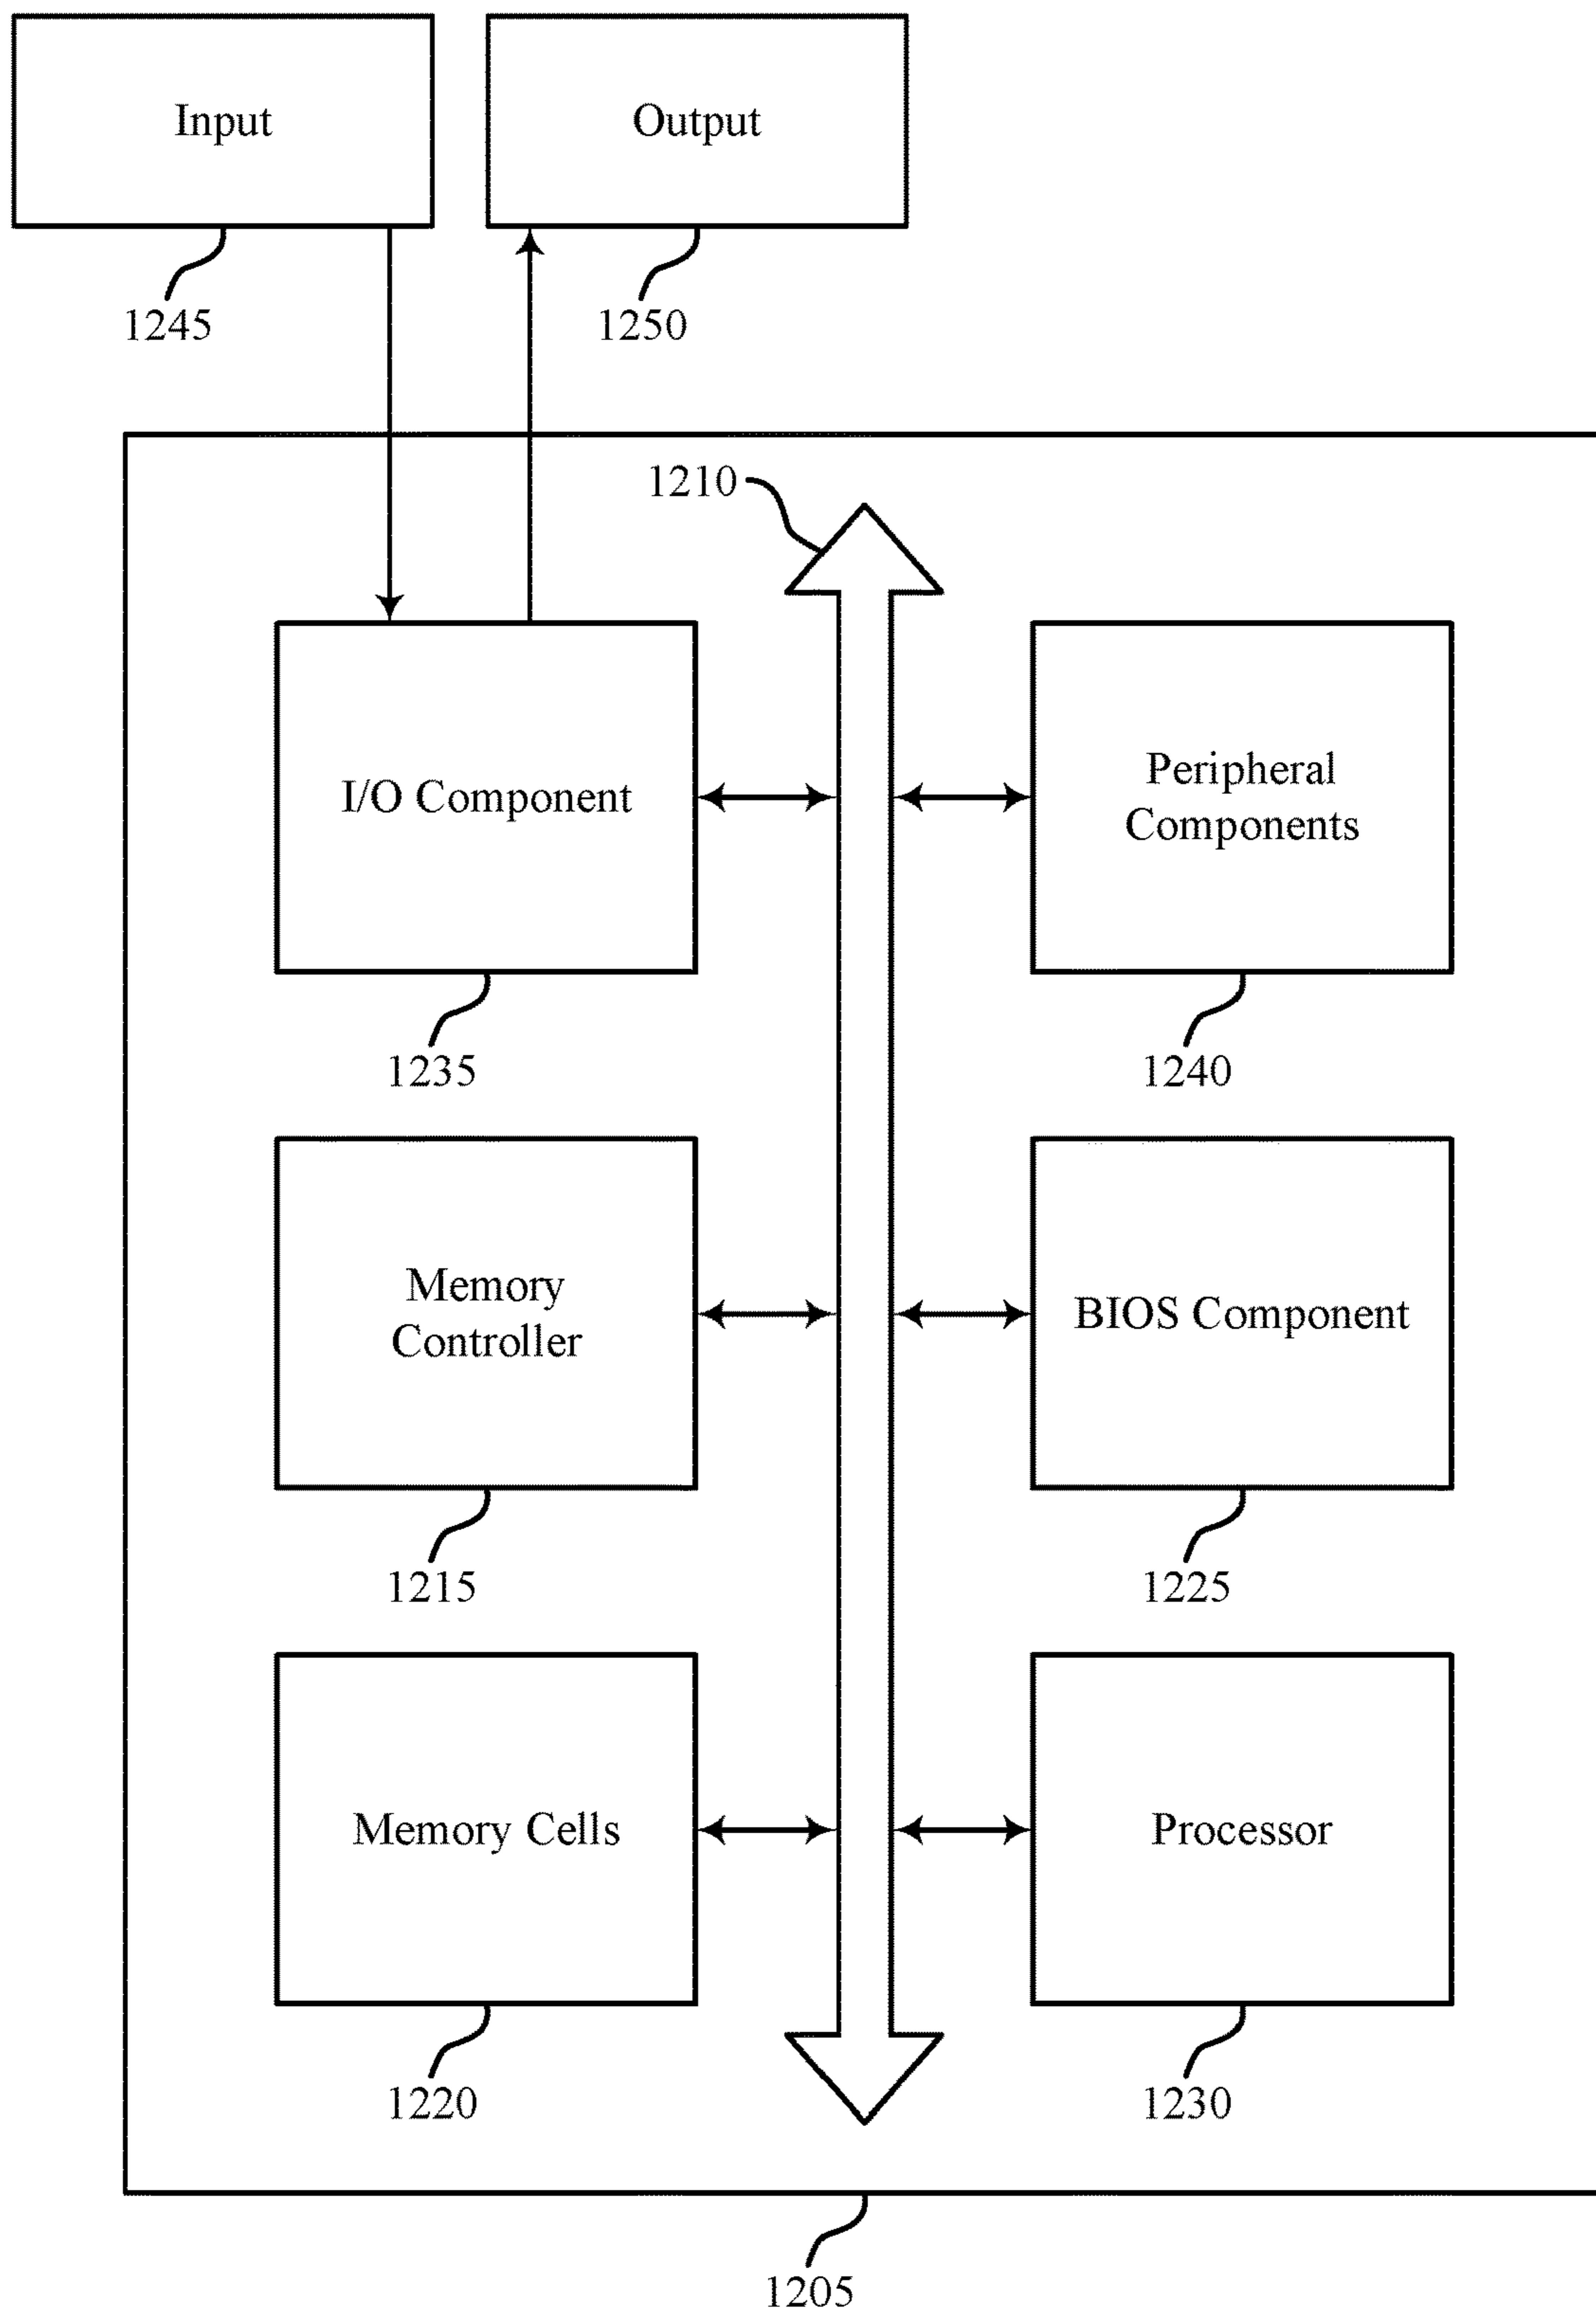 Input
Output
1245
1250
1210
I/O Component
Peripheral
Components
1235
1240
Memory
Controller
BIOS Component
1215
1225
Memory Cells
Processor
1220
1230
1205